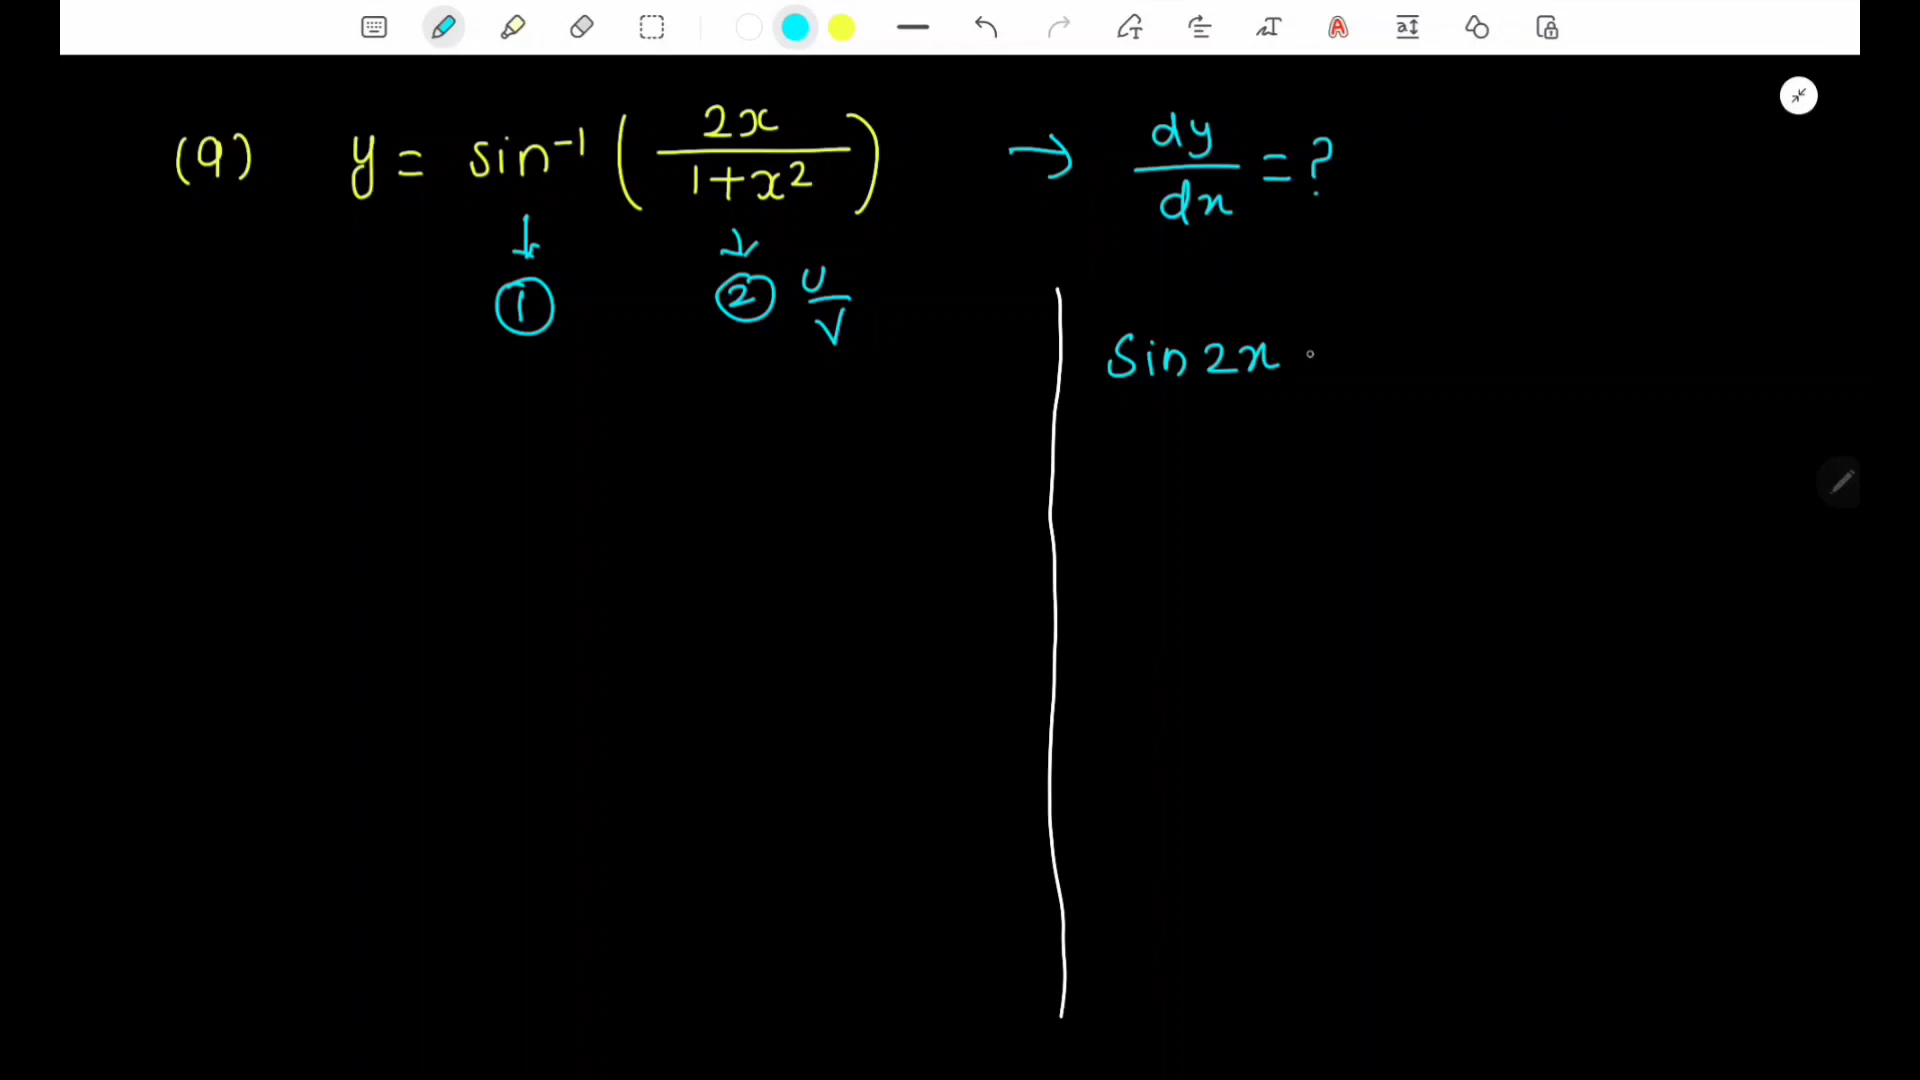 (9) y = sin⁻¹ ( 2x / 1+x² ) → dy/dx = ?
① ② U/V
Sin 2x